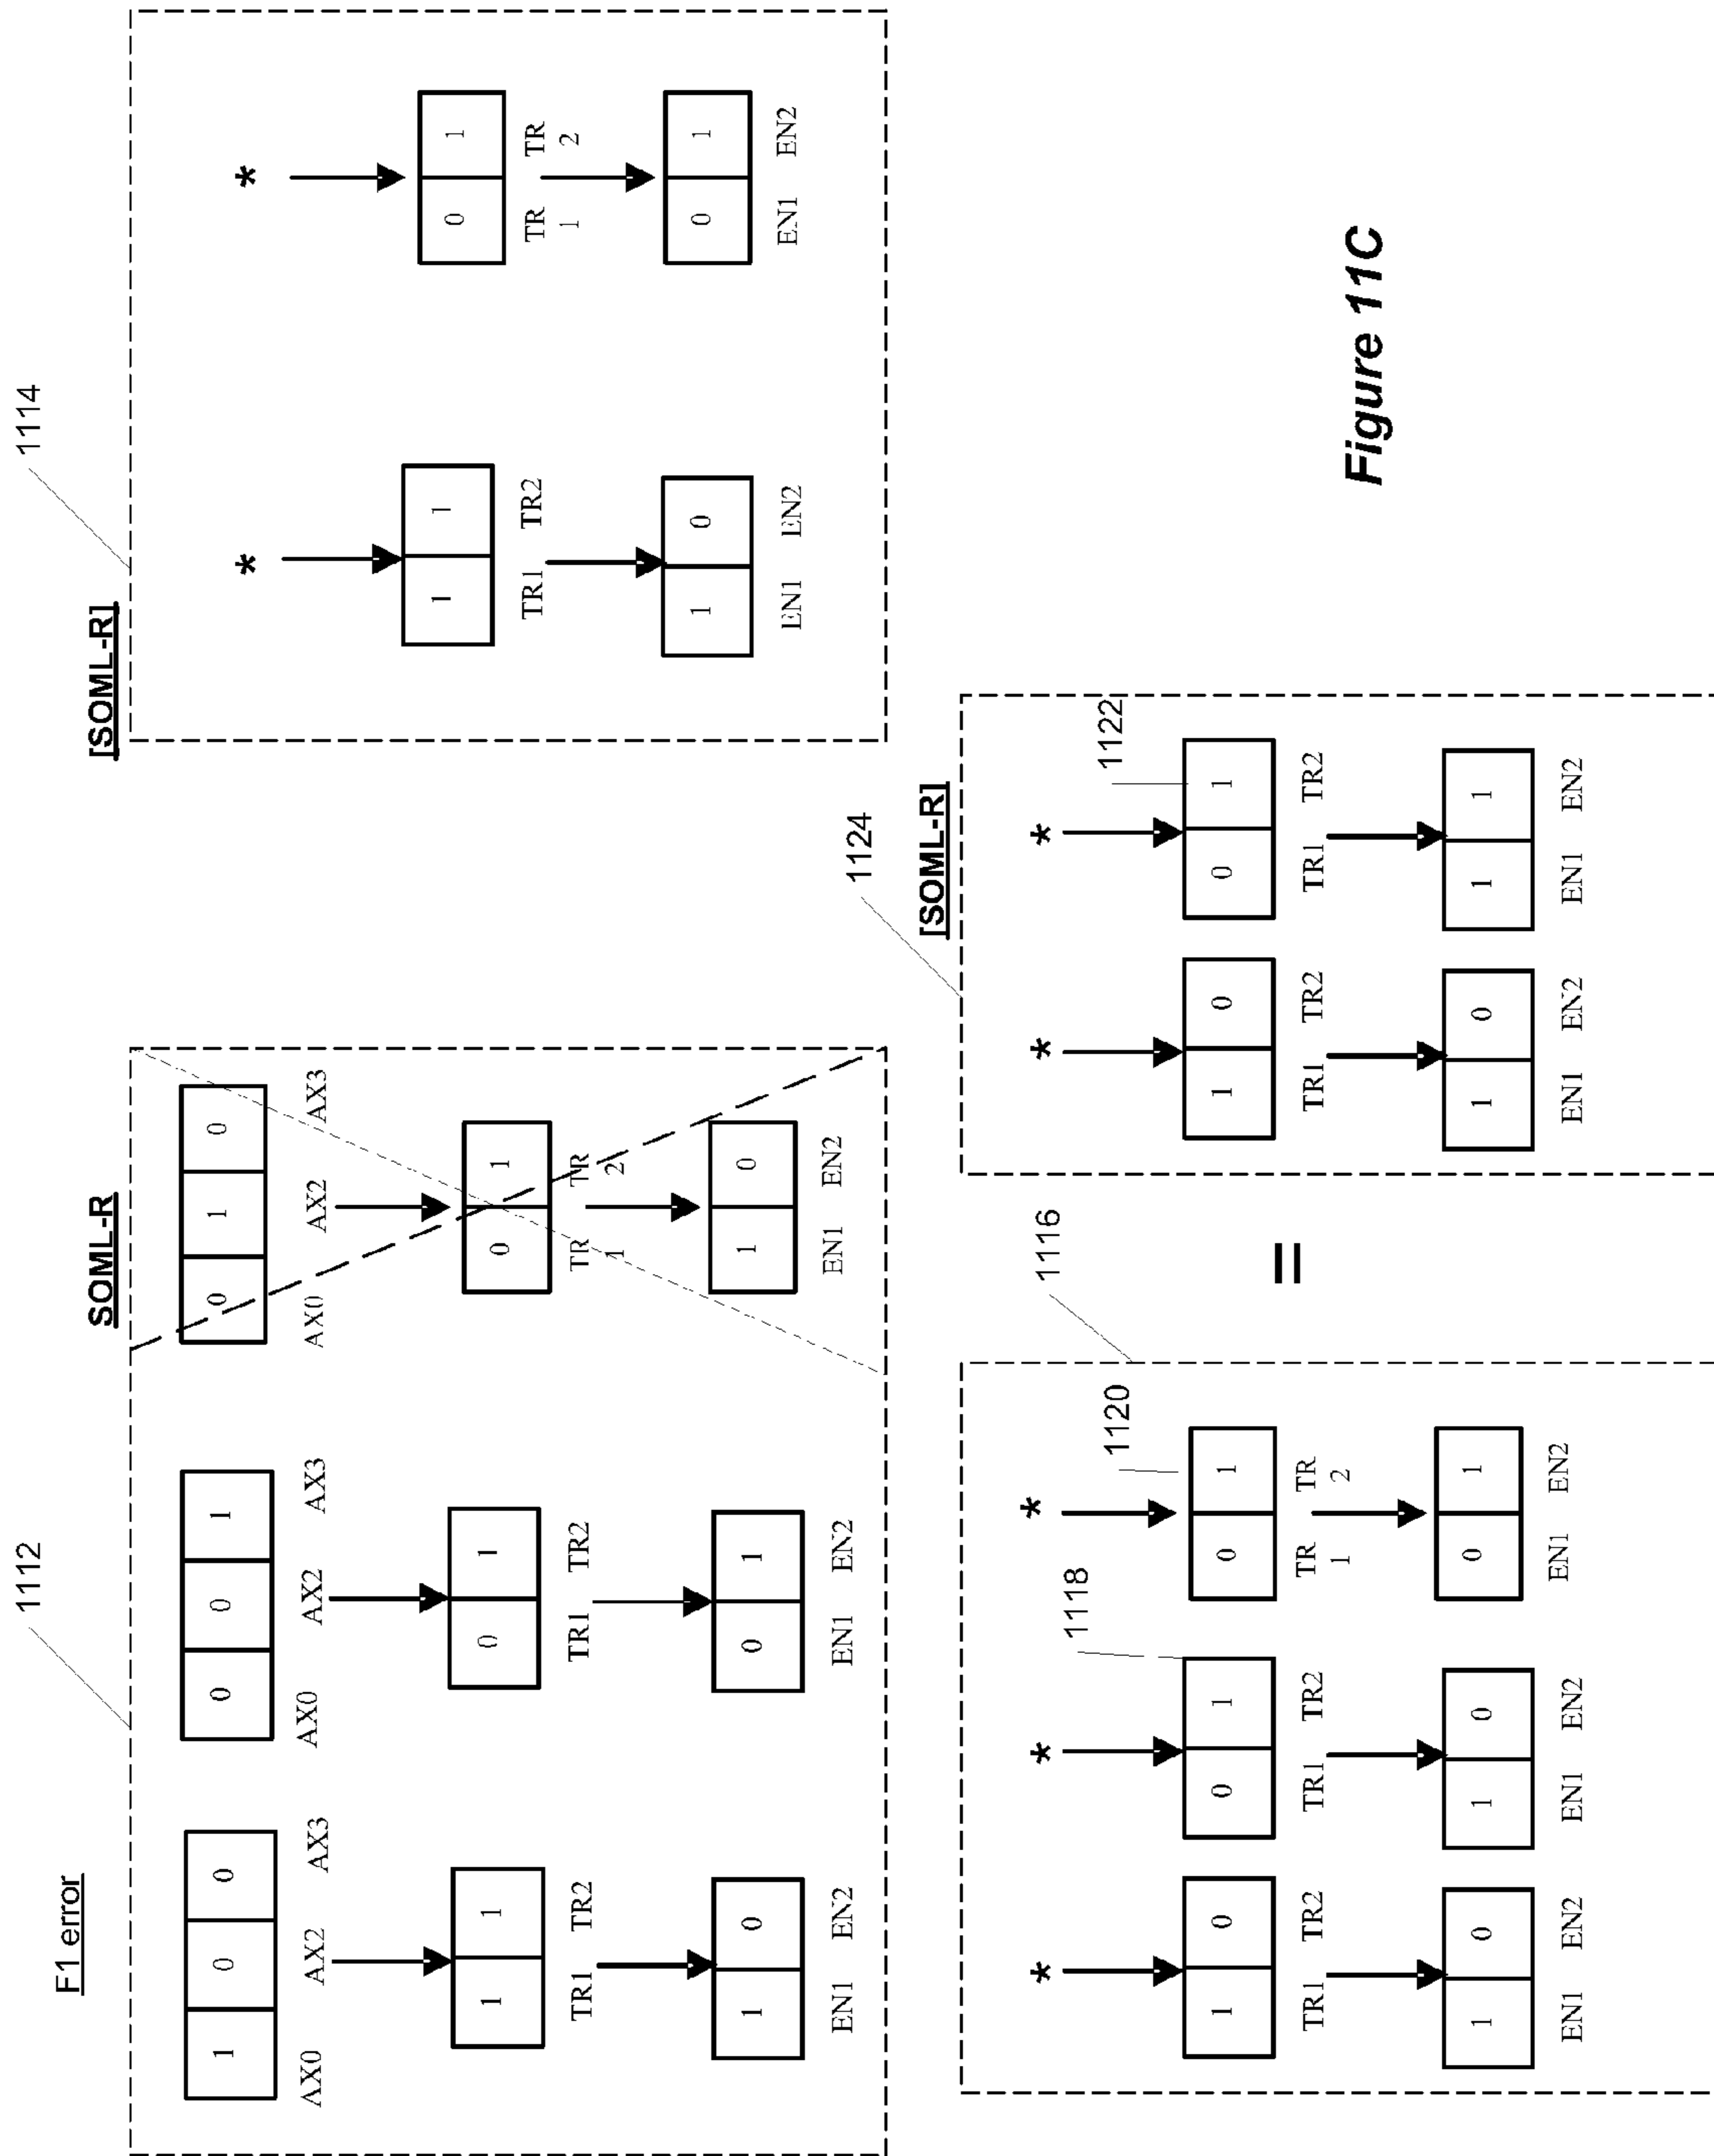 1112
F1 error
SOML-R
1 0 0
AX0 AX2 AX3
1 1
TR1 TR2
1 0
EN1 EN2
0 0 1
AX0 AX2 AX3
0 1
TR1 TR2
0 1
EN1 EN2
0 1 0
AX0 AX2 AX3
0 1
TR TR
1 2
1 0
EN1 EN2
1114
[SOML-R]
*
1 1
TR1 TR2
1 0
EN1 EN2
*
0 1
TR TR
1 2
0 1
EN1 EN2
1116
*
1 0
TR1 TR2
1 0
EN1 EN2
*
1118
0 1
TR1 TR2
1 0
EN1 EN2
*
1120
0 1
TR TR
1 2
0 1
EN1 EN2
=
1124
[SOML-R]
*
1 0
TR1 TR2
1 0
EN1 EN2
*
1122
0 1
TR1 TR2
1 1
EN1 EN2
Figure 11C